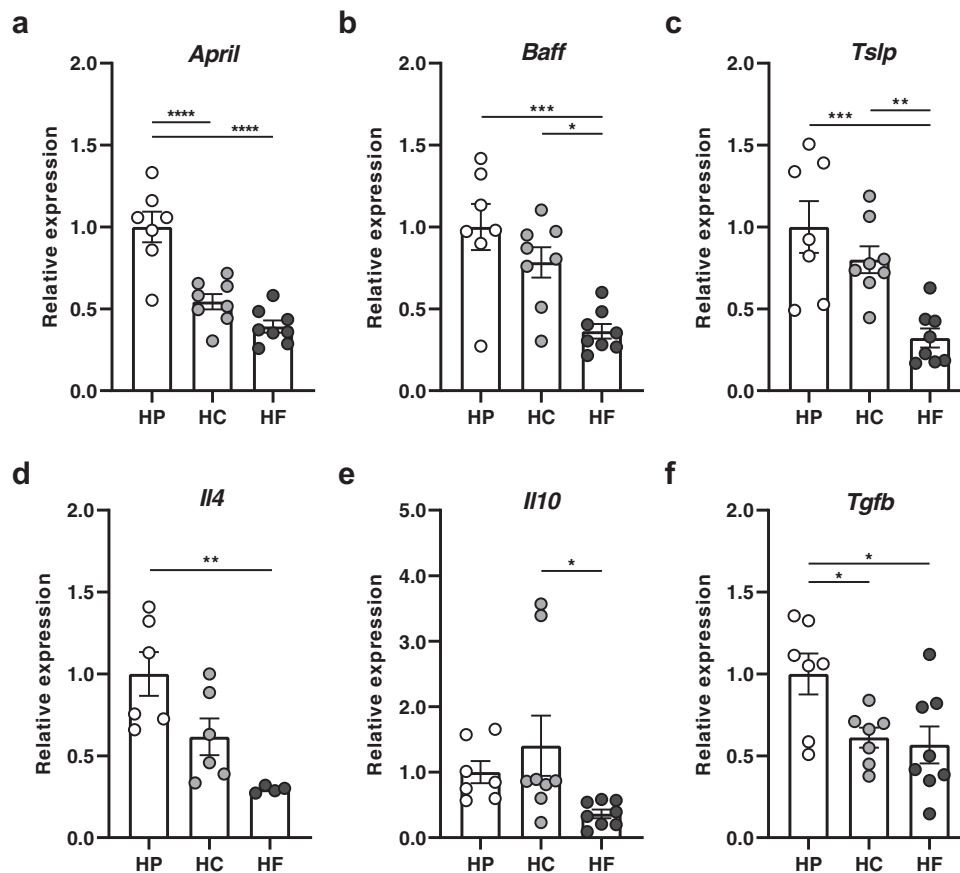 a
April
Relative expression
2.0
1.5
1.0
0.5
0.0
****
****
HP HC HF
b
Baff
Relative expression
2.0
1.5
1.0
0.5
0.0
***
*
HP HC HF
c
Tslp
Relative expression
2.0
1.5
1.0
0.5
0.0
**
***
HP HC HF
d
Il4
Relative expression
2.0
1.5
1.0
0.5
0.0
**
HP HC HF
e
Il10
Relative expression
5.0
4.0
3.0
2.0
1.0
0.0
*
HP HC HF
f
Tgfb
Relative expression
2.0
1.5
1.0
0.5
0.0
*
*
HP HC HF